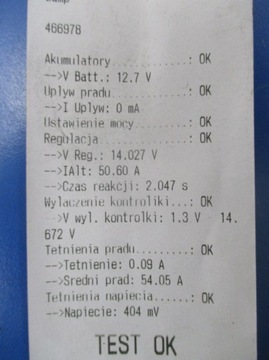 466978
Akumulatory.............: OK
-->V Batt.: 12.7 V
Uplyw pradu.............: OK
-->I Uplyw: 0 mA
Ustawienie mocy.........: OK
Regulacja...............: OK
-->V Reg.: 14.027 V
-->IAlt: 50.60 A
-->Czas reakcji: 2.047 s
Wylaczenie kontrolki....: OK
-->V wyl. kontrolki: 1.3 V - 14.
672 V
Tetnienia pradu.........: OK
-->Tetnienie: 0.09 A
-->Sredni prad: 54.05 A
Tetnienia napiecia......: OK
-->Napiecie: 404 mV
TEST OK